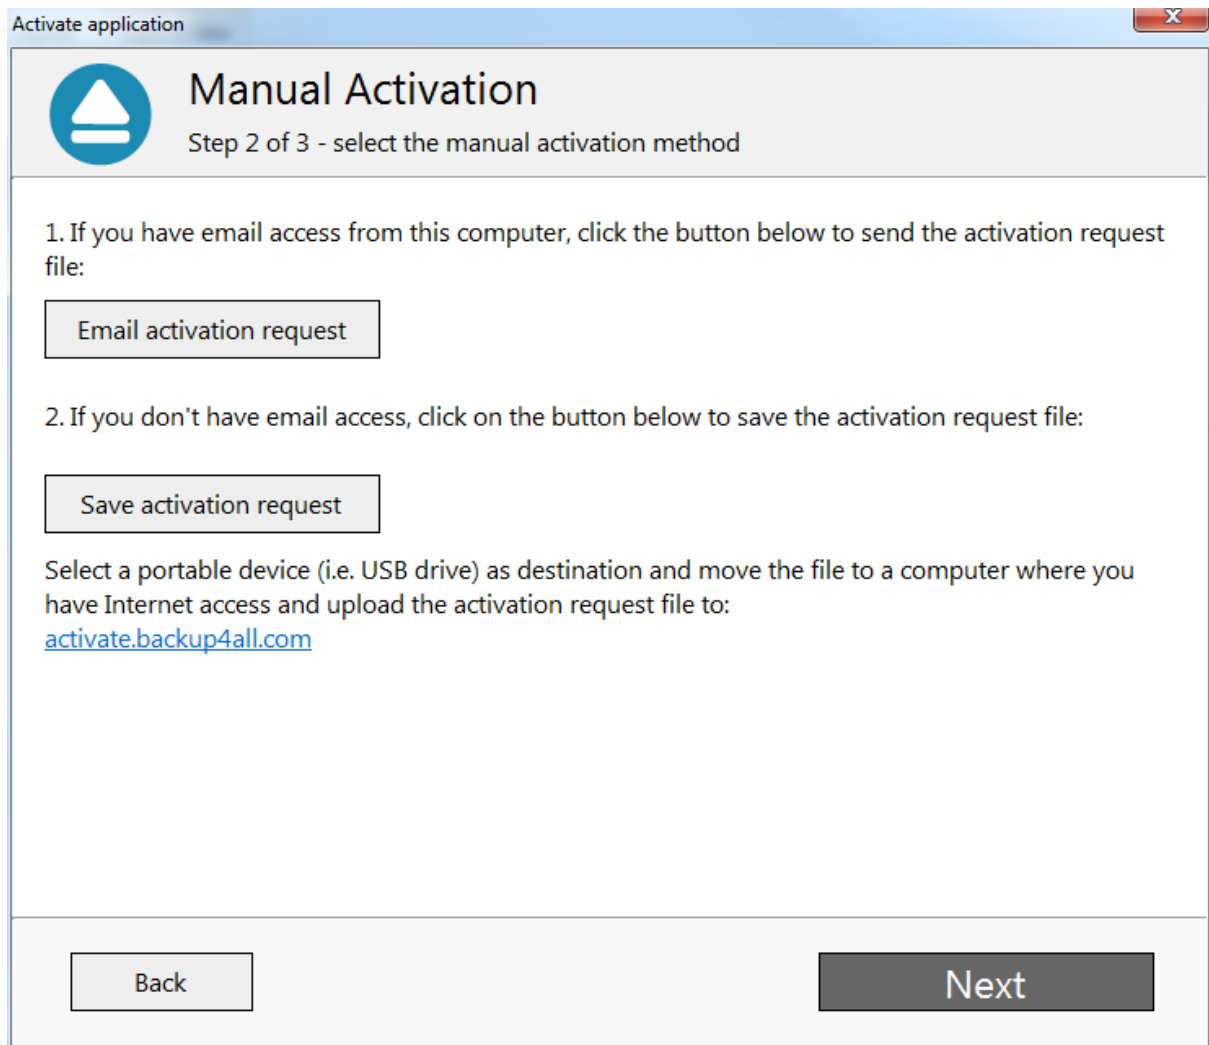 Activate application
Manual Activation
Step 2 of 3 - select the manual activation method
1. If you have email access from this computer, click the button below to send the activation request
file:
Email activation request
2. If you don't have email access, click on the button below to save the activation request file:
Save activation request
Select a portable device (i.e. USB drive) as destination and move the file to a computer where you
have Internet access and upload the activation request file to:
activate.backup4all.com
Back
Next